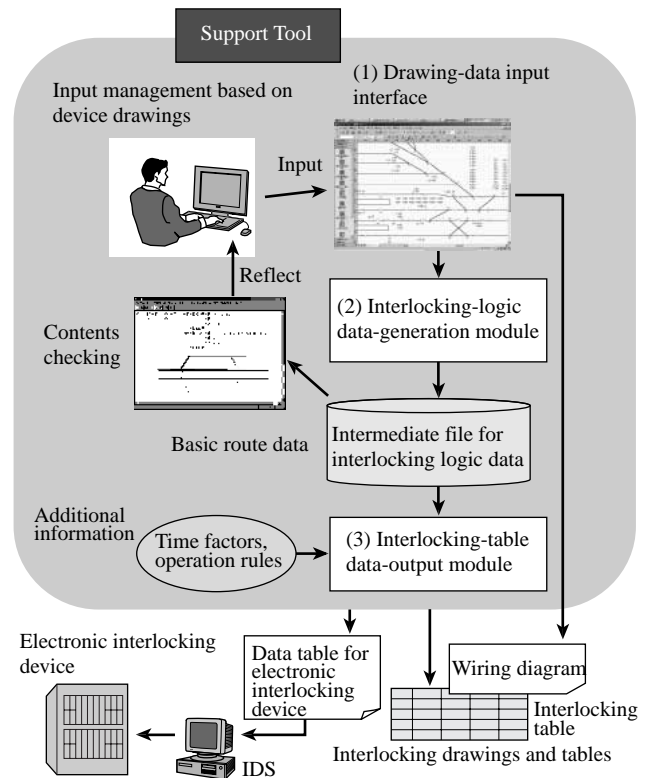 Support Tool
Input management based on
device drawings
(1) Drawing-data input
interface
Input
Reflect
(2) Interlocking-logic
data-generation module
Contents
checking
Basic route data
Intermediate file for
interlocking logic data
Additional
information
Time factors,
operation rules
(3) Interlocking-table
data-output module
Electronic interlocking
device
Data table for
electronic
interlocking
device
Wiring diagram
Interlocking
table
IDS
Interlocking drawings and tables